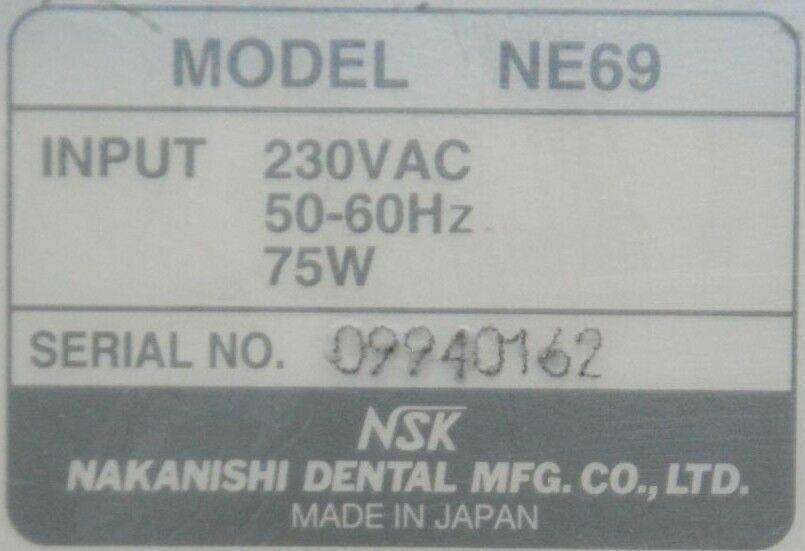 MODEL NE69
INPUT 230VAC
50-60Hz
75W
SERIAL NO. 09940162
NSK
NAKANISHI DENTAL MFG. CO., LTD.
MADE IN JAPAN